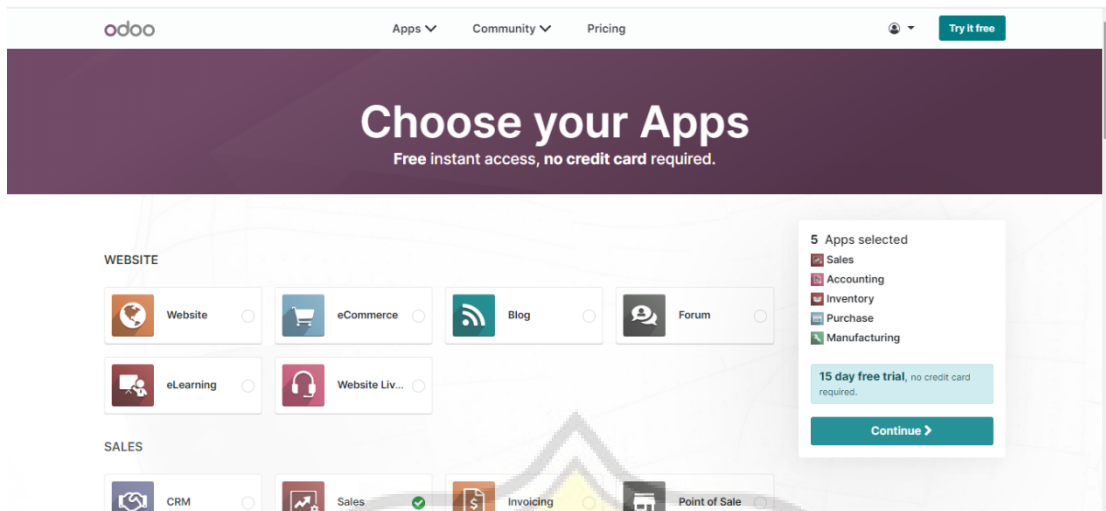 odoo
Apps Community Pricing
Try it free
Choose your Apps
Free instant access, no credit card required.
WEBSITE
Website
eCommerce
Blog
Forum
eLearning
Website Liv...
SALES
CRM
Sales
Invoicing
Point of Sale
5 Apps selected
Sales
Accounting
Inventory
Purchase
Manufacturing
15 day free trial, no credit card
required.
Continue